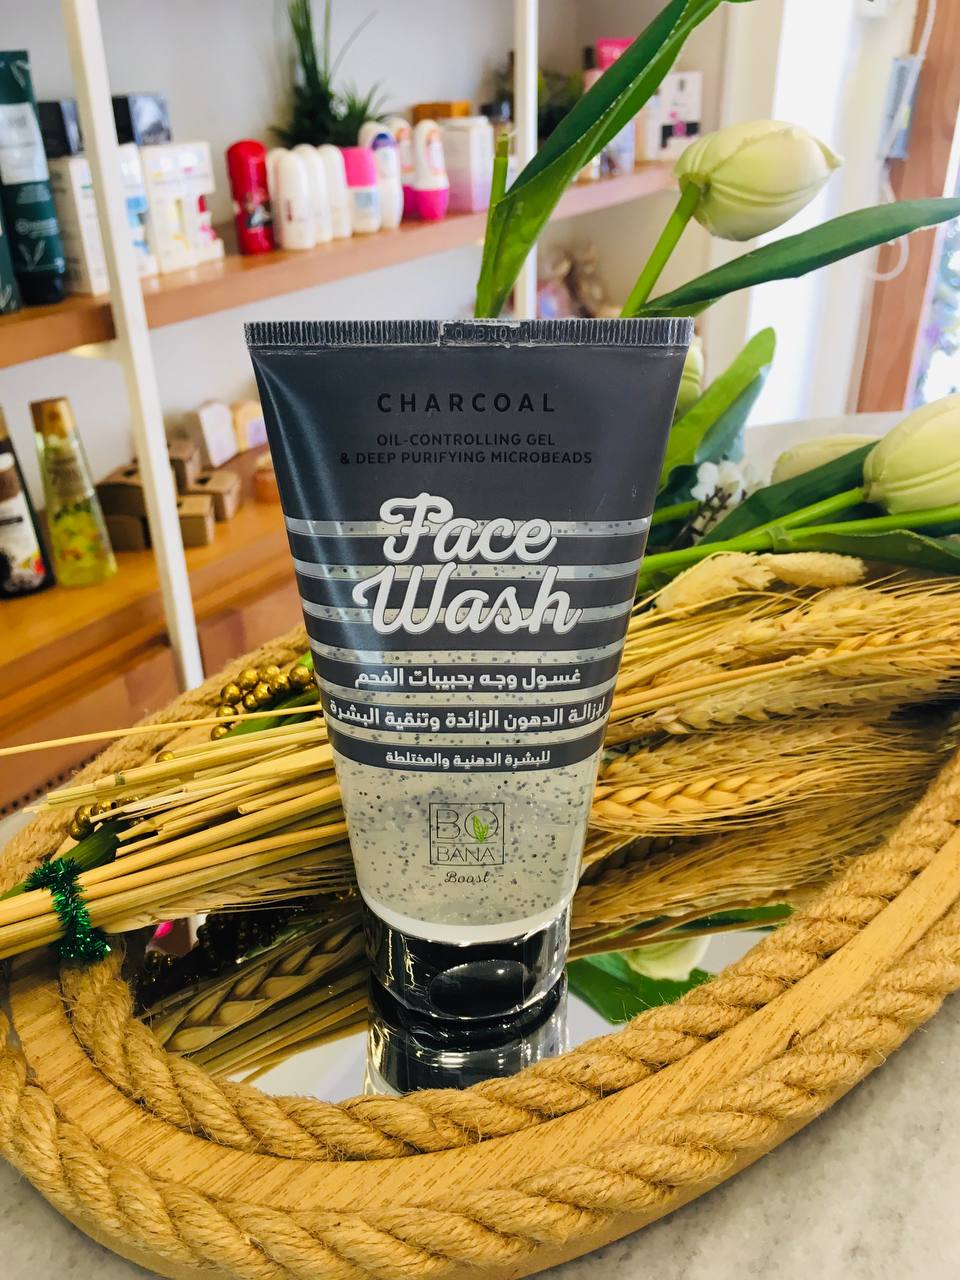 CHARCOAL
OIL-CONTROLLING GEL
& DEEP PURIFYING MICROBEADS
Face
Wash
غسول وجه بحبيبات الفحم
لإزالة الدهون الزائدة وتنقية البشرة
للبشرة الدهنية والمختلطة
BO
BANA
Boost